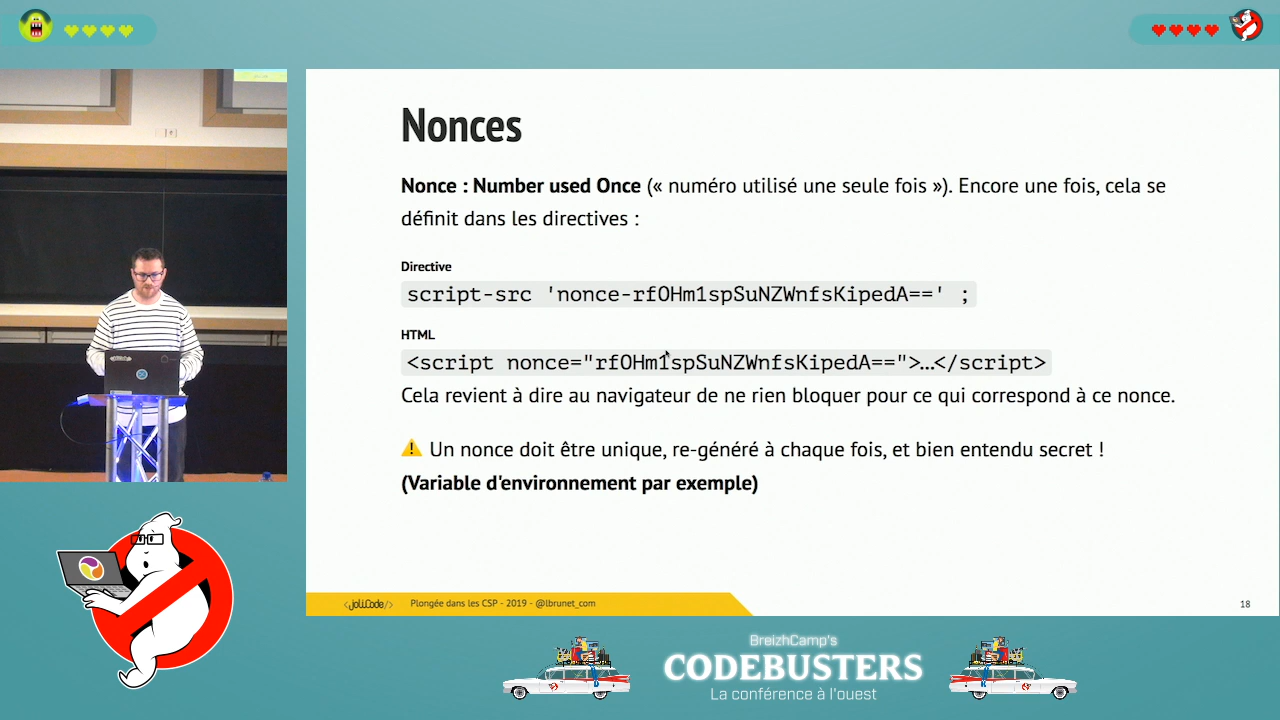 Nonces
Nonce : Number used Once (« numéro utilisé une seule fois »). Encore une fois, cela se
définit dans les directives :
Directive
script-src 'nonce-rfOHm1spSuNZWnfsKipedA==' ;
HTML
<script nonce="rfOHm1spSuNZWnfsKipedA==">…</script>
Cela revient à dire au navigateur de ne rien bloquer pour ce qui correspond à ce nonce.
⚠ Un nonce doit être unique, re-généré à chaque fois, et bien entendu secret !
(Variable d'environnement par exemple)
<joliCode/> Plongée dans les CSP - 2019 - @lbrunet_com
18
BreizhCamp's
CODEBUSTERS
La conférence à l'ouest